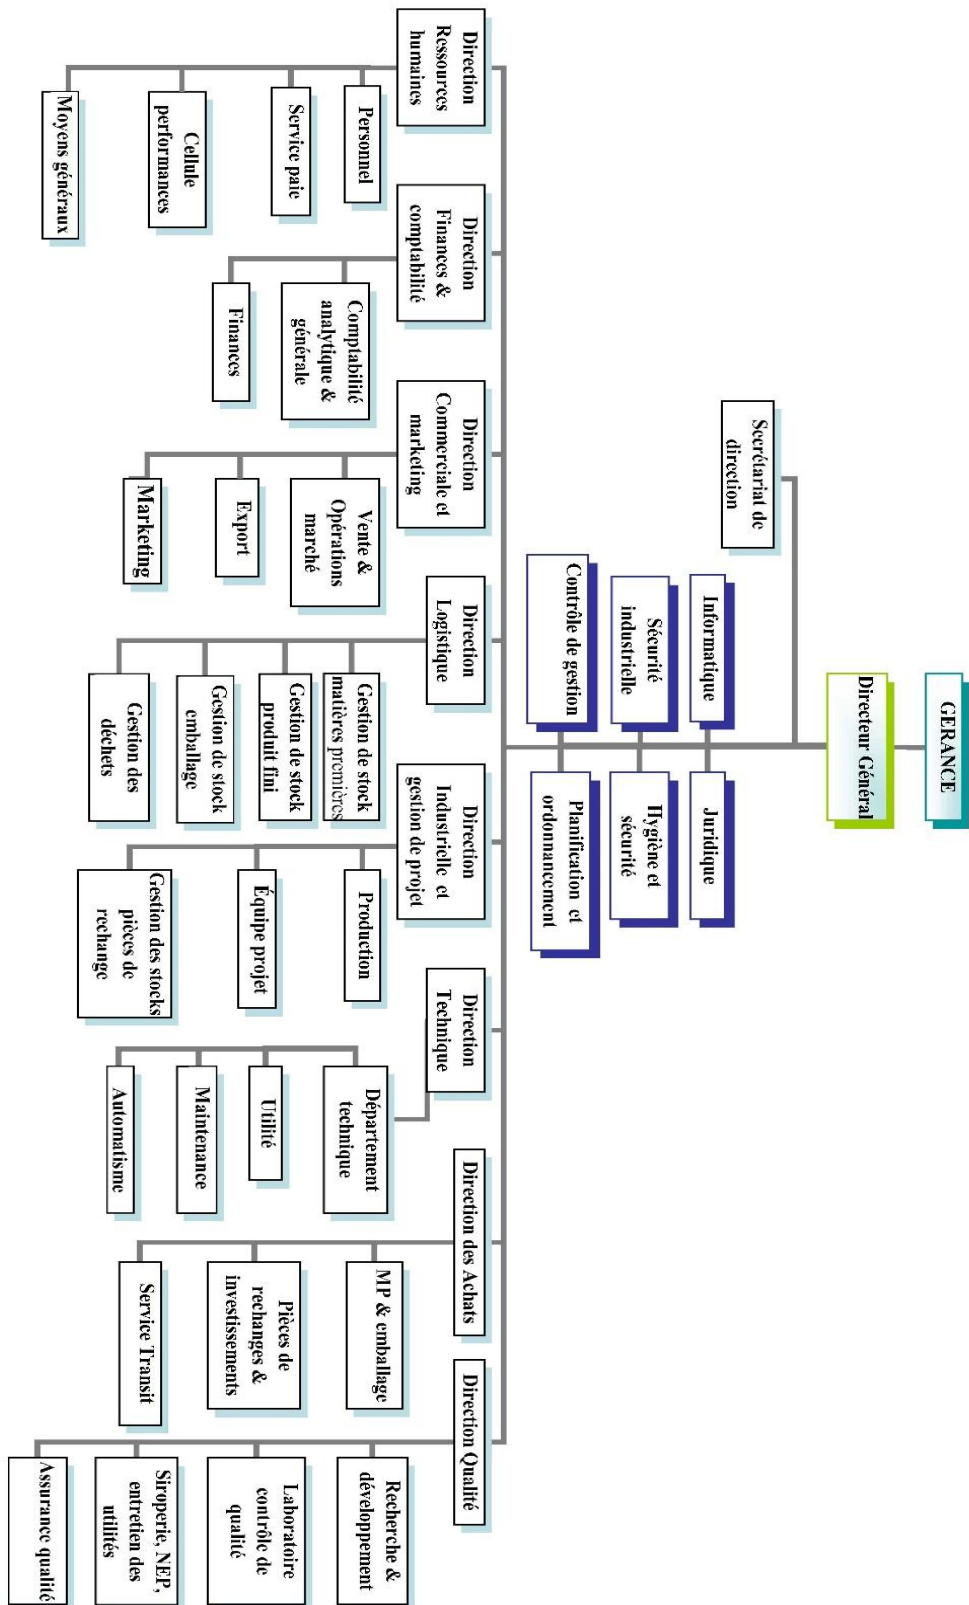 GERANCE
Directeur Général
Secrétariat de
direction
Informatique
Juridique
Sécurité
industrielle
Hygiène et
sécurité
Contrôle de gestion
Planification et
ordonnancement
Direction
Ressources
humaines
Personnel
Service paie
Cellule
performances
Moyens généraux
Direction
Finances &
comptabilité
Comptabilité
analytique &
générale
Finances
Direction
Commerciale et
marketing
Vente &
Opérations
marché
Export
Marketing
Direction
Logistique
Gestion de stock
matières premières
Gestion de stock
produit fini
Gestion de stock
emballage
Gestion des
déchets
Direction
Industrielle et
gestion de projet
Production
Équipe projet
Gestion des stocks
pièces de
rechange
Direction
Technique
Département
technique
Utilité
Maintenance
Automatisme
Direction des Achats
MP & emballage
Pièces de
rechanges &
investissements
Service Transit
Direction Qualité
Recherche &
développement
Laboratoire
contrôle de
qualité
Siroperie, NEP,
entretien des
utilités
Assurance qualité